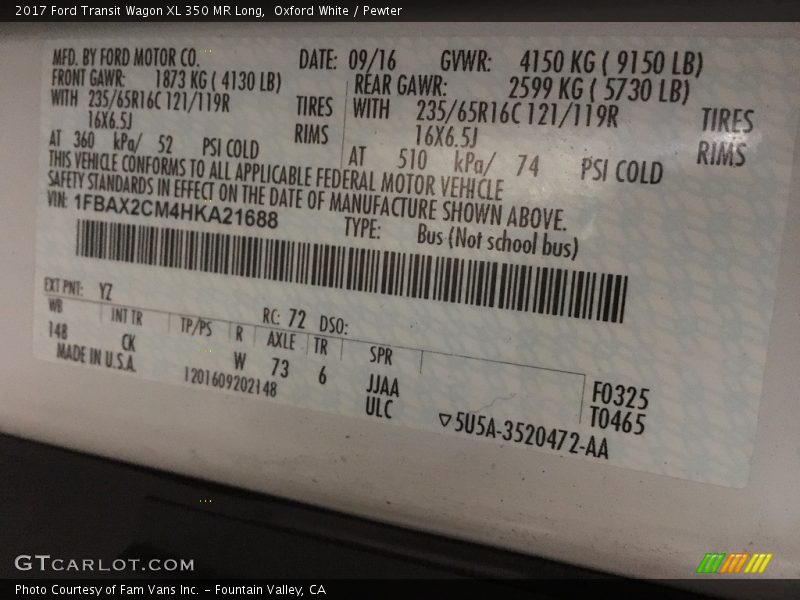 2017 Ford Transit Wagon XL 350 MR Long, Oxford White / Pewter
MFD. BY FORD MOTOR CO. DATE: 09/16 GVWR: 4150 KG ( 9150 LB)
FRONT GAWR: 1873 KG ( 4130 LB) REAR GAWR: 2599 KG ( 5730 LB)
WITH 235/65R16C 121/119R TIRES WITH 235/65R16C 121/119R TIRES
16X6.5J RIMS 16X6.5J RIMS
AT 360 kPa/ 52 PSI COLD AT 510 kPa/ 74 PSI COLD
THIS VEHICLE CONFORMS TO ALL APPLICABLE FEDERAL MOTOR VEHICLE
SAFETY STANDARDS IN EFFECT ON THE DATE OF MANUFACTURE SHOWN ABOVE.
VIN: 1FBAX2CM4HKA21688 TYPE: Bus (Not school bus)
EXT PNT: YZ RC: 72 DSO:
WB INT TR TP/PS R AXLE TR SPR
148 CK W 73 6 JJAA F0325
MADE IN U.S.A. 1201609202148 ULC T0465
▽5U5A-3520472-AA
GTCARLOT.COM
Photo Courtesy of Fam Vans Inc. – Fountain Valley, CA